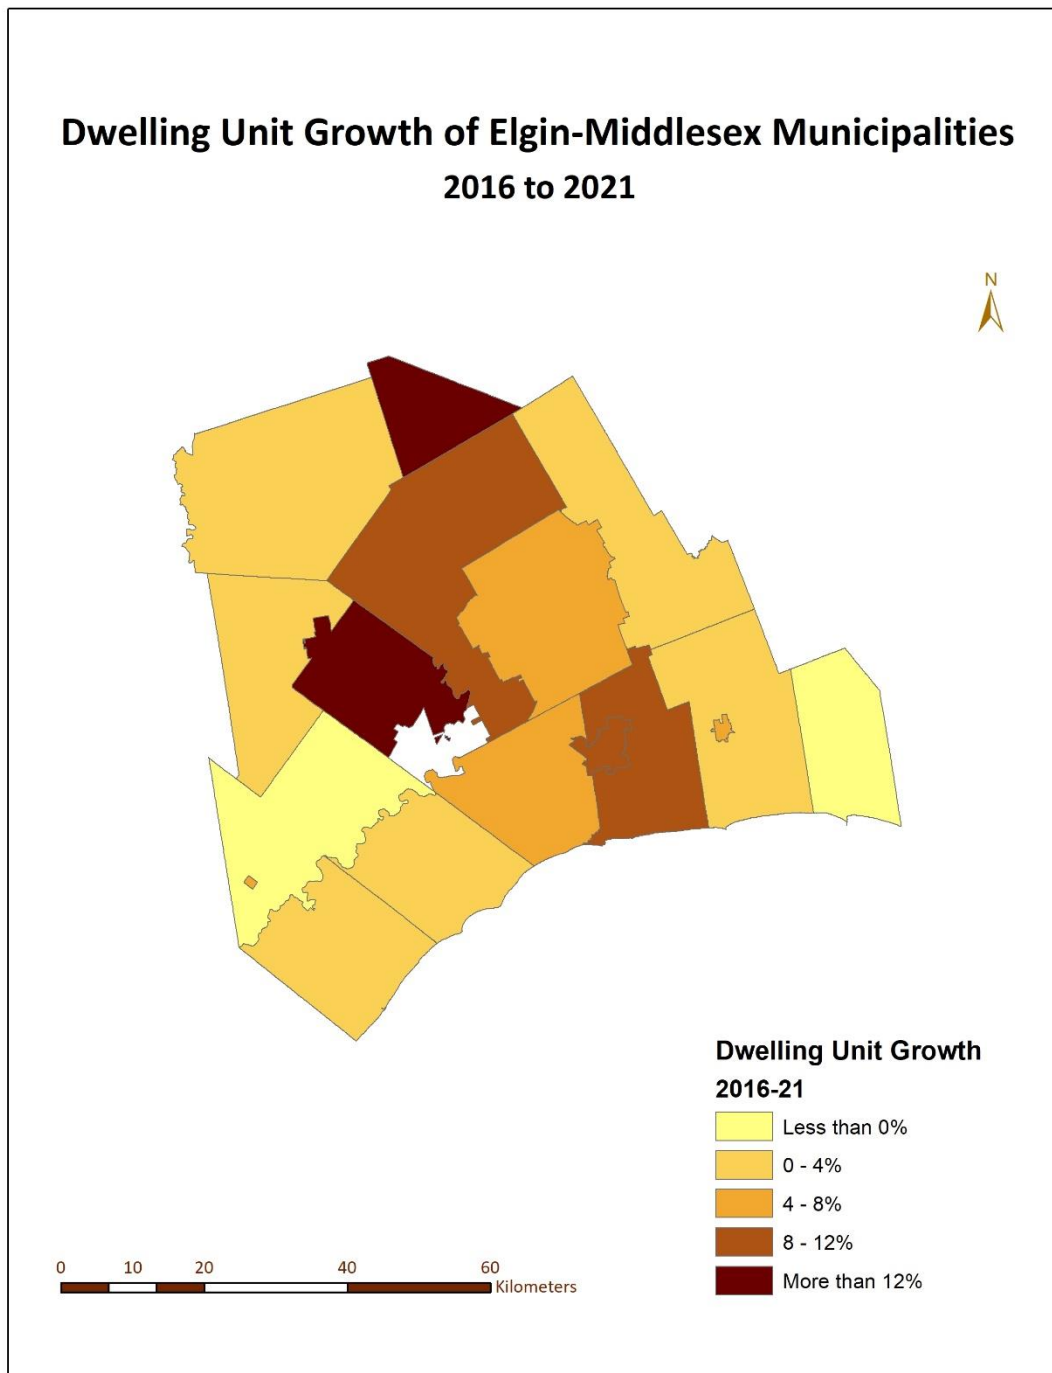 Dwelling Unit Growth of Elgin-Middlesex Municipalities
2016 to 2021
N
Dwelling Unit Growth
2016-21
Less than 0%
0 - 4%
4 - 8%
8 - 12%
More than 12%
0 10 20 40 60
Kilometers